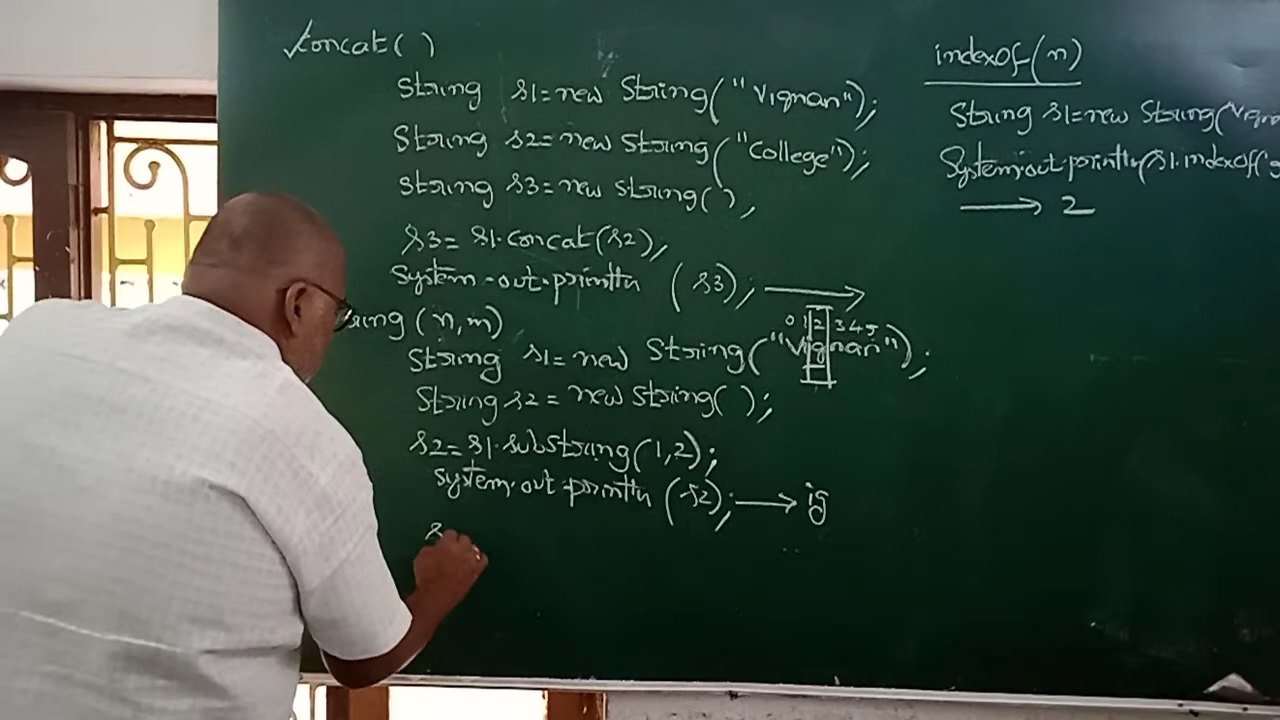 concat( )
String s1=new String("Vignan");
String s2=new String("College");
String s3=new String( );
s3= s1.concat(s2);
System.out.println (s3);
ring (n,m)
0 1 2 3 4 5
String s1=new String("Vignan");
String s2 = new String( );
s2=s1.substring(1,2);
System.out.println (s2); → ig
s
indexOf(n)
String s1=new String("Vign
System.out.println(s1.indexOf('g
→ 2